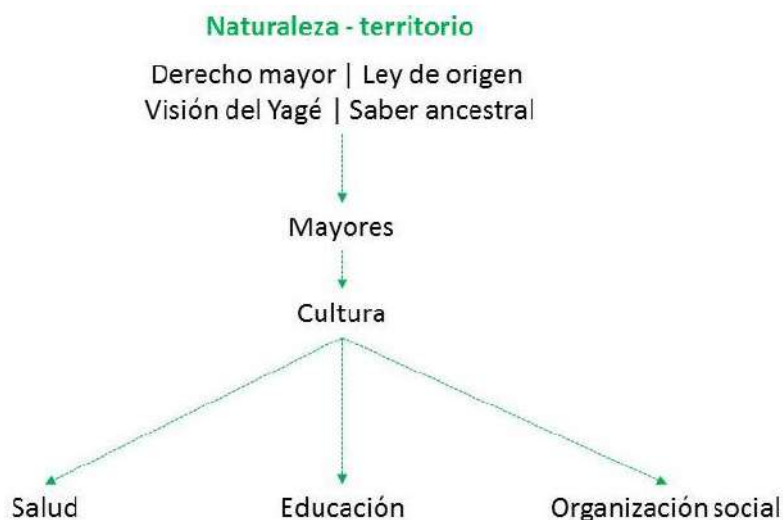 Naturaleza - territorio
Derecho mayor | Ley de origen
Visión del Yagé | Saber ancestral
Mayores
Cultura
Salud Educación Organización social